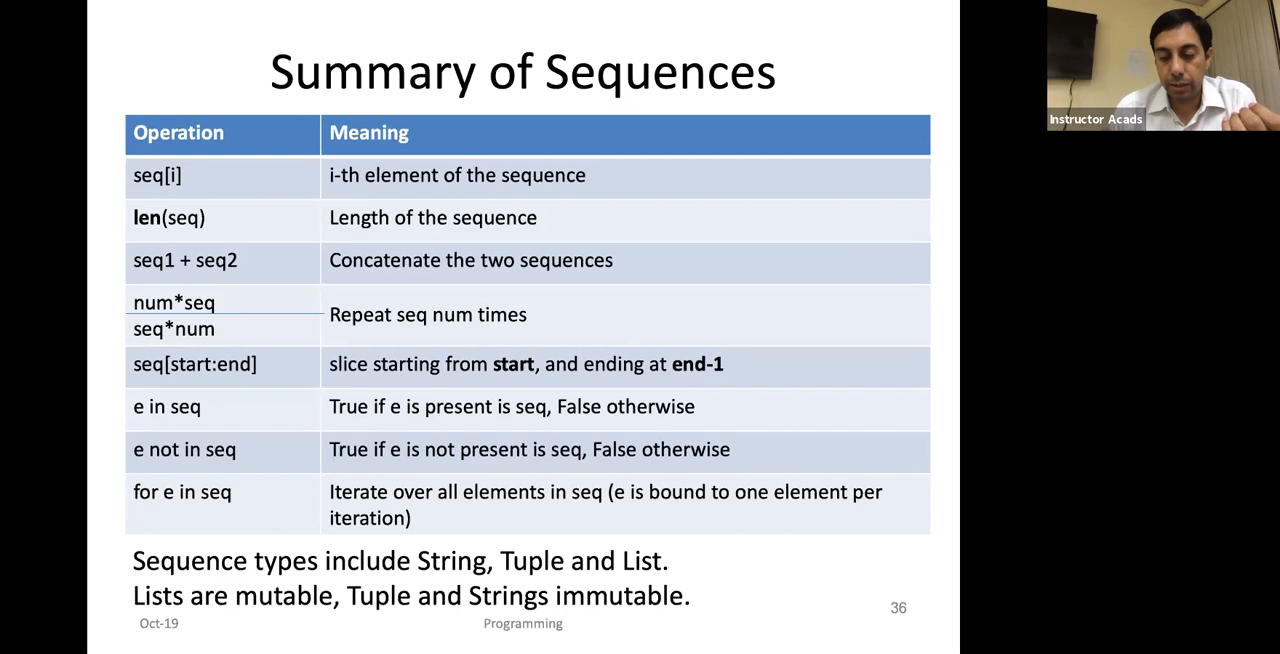 Summary of Sequences
Operation Meaning
seq[i] i-th element of the sequence
len(seq) Length of the sequence
seq1 + seq2 Concatenate the two sequences
num*seq
seq*num
Repeat seq num times
seq[start:end] slice starting from start, and ending at end-1
e in seq True if e is present is seq, False otherwise
e not in seq True if e is not present is seq, False otherwise
for e in seq Iterate over all elements in seq (e is bound to one element per
iteration)
Sequence types include String, Tuple and List.
Lists are mutable, Tuple and Strings immutable.
Oct-19 Programming 36
Instructor Acads